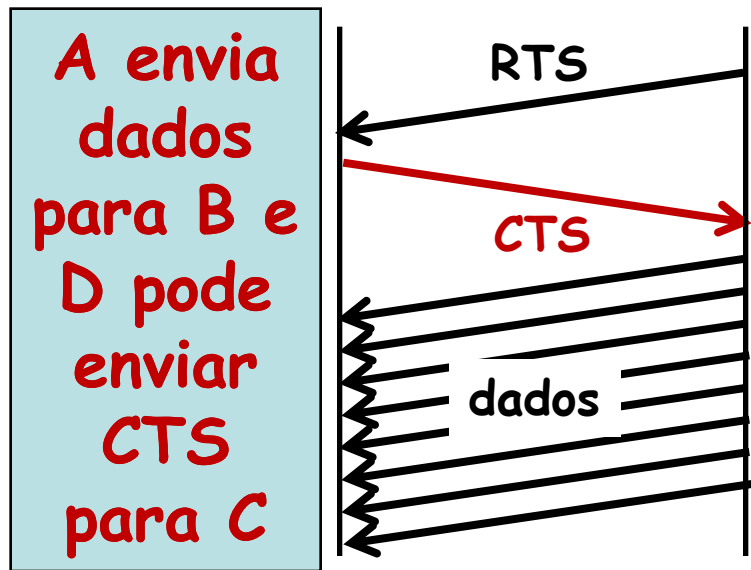 A envia
dados
para B e
D pode
enviar
CTS
para C
RTS
CTS
dados